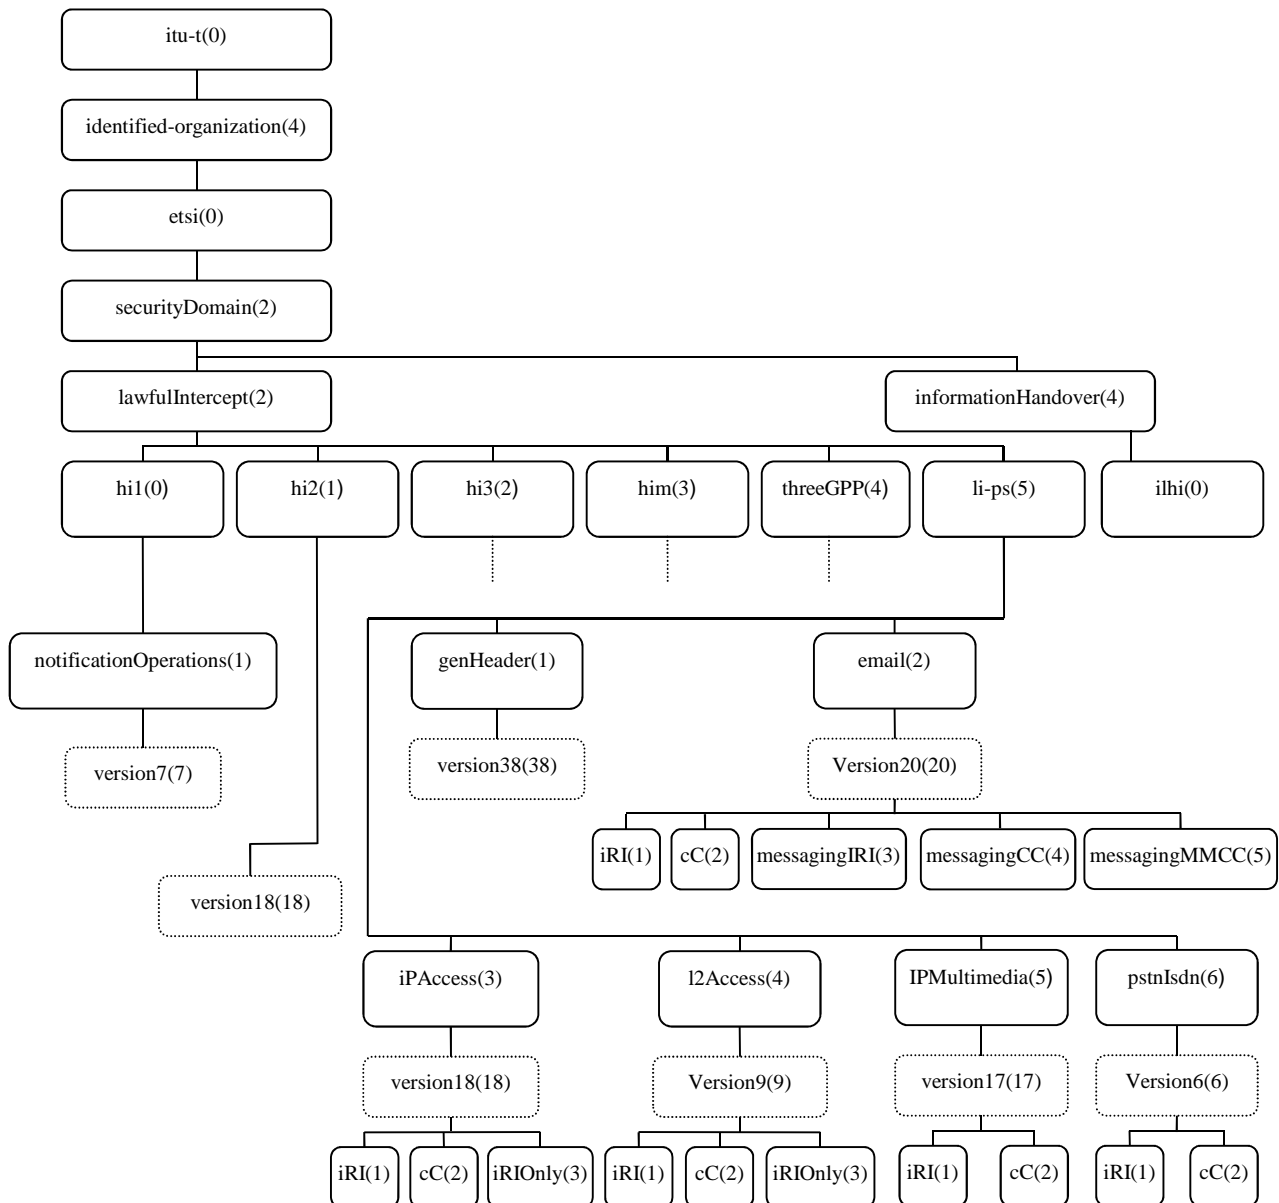 itu-t(0)
identified-organization(4)
etsi(0)
securityDomain(2)
lawfulIntercept(2)
informationHandover(4)
hi1(0)
hi2(1)
hi3(2)
him(3)
threeGPP(4)
li-ps(5)
ilhi(0)
notificationOperations(1)
genHeader(1)
email(2)
version7(7)
version38(38)
Version20(20)
iRI(1)
cC(2)
messagingIRI(3)
messagingCC(4)
messagingMMCC(5)
version18(18)
iPAccess(3)
l2Access(4)
IPMultimedia(5)
pstnIsdn(6)
version18(18)
Version9(9)
version17(17)
Version6(6)
iRI(1)
cC(2)
iRIOnly(3)
iRI(1)
cC(2)
iRIOnly(3)
iRI(1)
cC(2)
iRI(1)
cC(2)